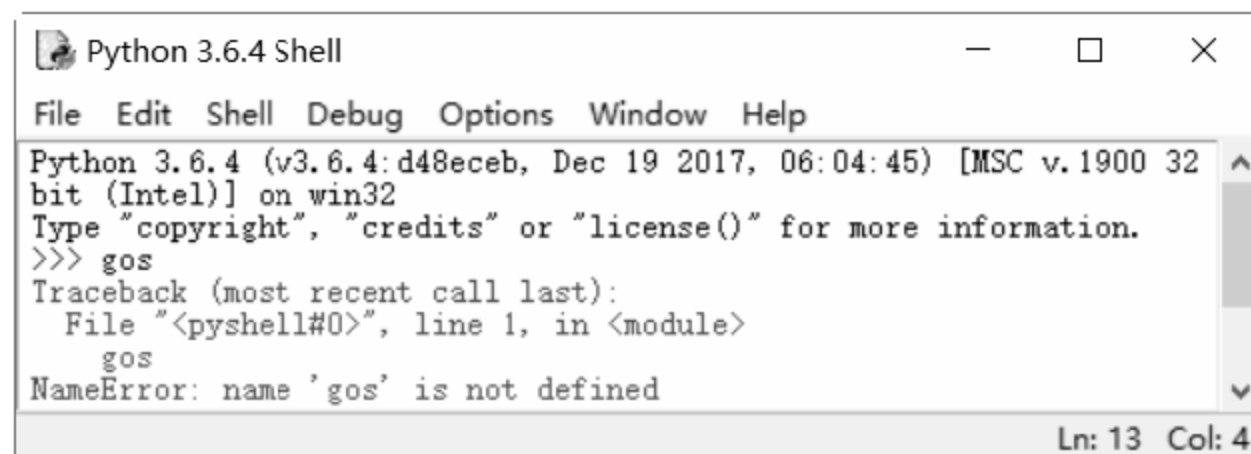 Python 3.6.4 Shell
File Edit Shell Debug Options Window Help
Python 3.6.4 (v3.6.4:d48eceb, Dec 19 2017, 06:04:45) [MSC v.1900 32
bit (Intel)] on win32
Type "copyright", "credits" or "license()" for more information.
>>> gos
Traceback (most recent call last):
  File "<pyshell#0>", line 1, in <module>
    gos
NameError: name 'gos' is not defined
Ln: 13 Col: 4